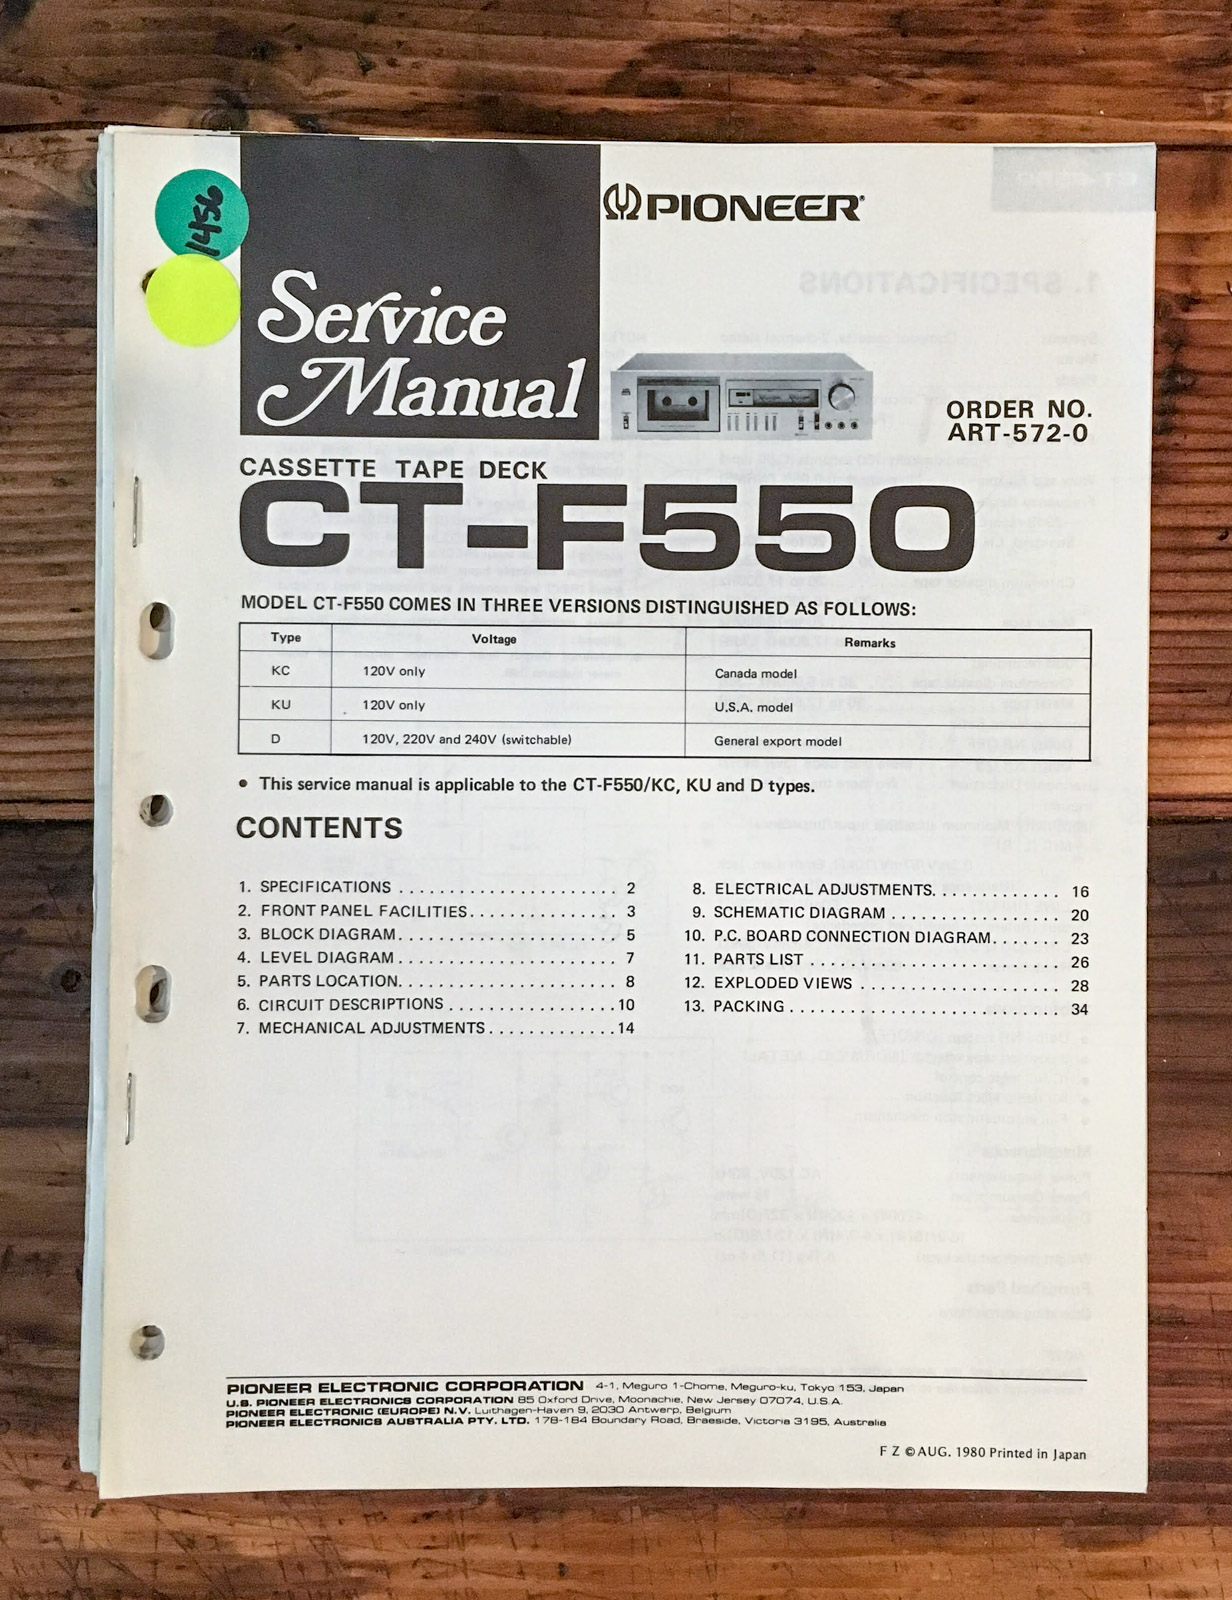 1456
PIONEER
Service
Manual
ORDER NO.
ART-572-0
CASSETTE TAPE DECK
CT-F550
MODEL CT-F550 COMES IN THREE VERSIONS DISTINGUISHED AS FOLLOWS:
Type Voltage Remarks
KC 120V only Canada model
KU 120V only U.S.A. model
D 120V, 220V and 240V (switchable) General export model
• This service manual is applicable to the CT-F550/KC, KU and D types.
CONTENTS
1. SPECIFICATIONS ...................... 2
2. FRONT PANEL FACILITIES............... 3
3. BLOCK DIAGRAM...................... 5
4. LEVEL DIAGRAM ...................... 7
5. PARTS LOCATION...................... 8
6. CIRCUIT DESCRIPTIONS .................10
7. MECHANICAL ADJUSTMENTS .............14
8. ELECTRICAL ADJUSTMENTS............. 16
9. SCHEMATIC DIAGRAM ................. 20
10. P.C. BOARD CONNECTION DIAGRAM....... 23
11. PARTS LIST ......................... 26
12. EXPLODED VIEWS .................... 28
13. PACKING ........................... 34
PIONEER ELECTRONIC CORPORATION 4-1, Meguro 1-Chome, Meguro-ku, Tokyo 153, Japan
U.S. PIONEER ELECTRONICS CORPORATION 85 Oxford Drive, Moonachie, New Jersey 07074, U.S.A.
PIONEER ELECTRONIC (EUROPE) N.V. Luithagen-Haven 9, 2030 Antwerp, Belgium
PIONEER ELECTRONICS AUSTRALIA PTY. LTD. 178-184 Boundary Road, Braeside, Victoria 3195, Australia
F Z © AUG. 1980 Printed in Japan